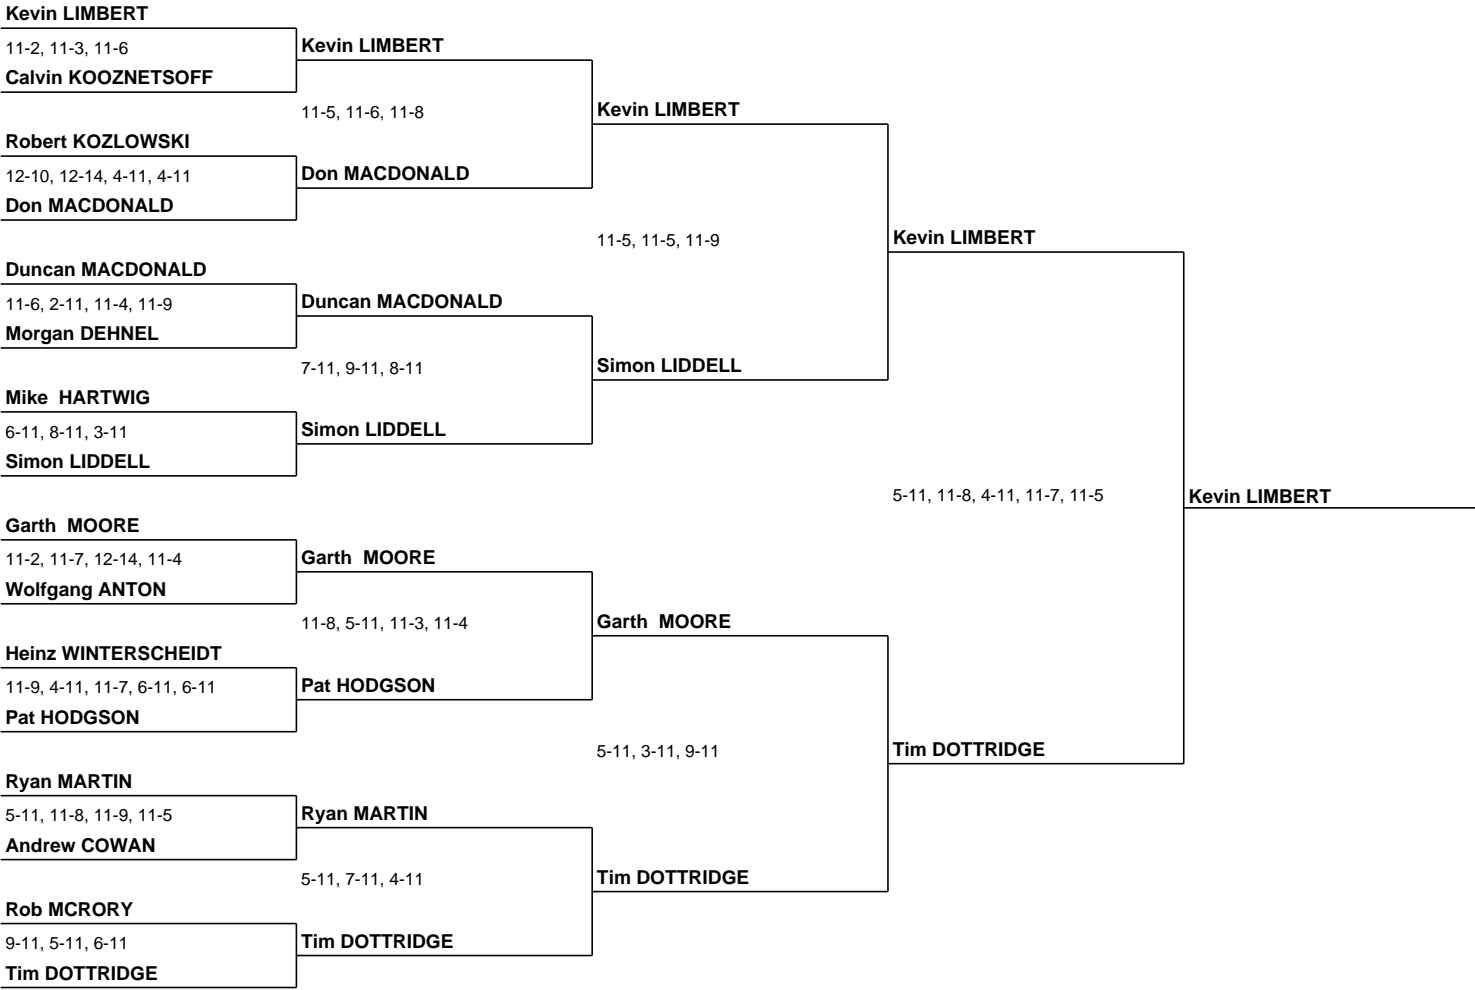 Kevin LIMBERT
11-2, 11-3, 11-6
Calvin KOOZNETSOFF
Robert KOZLOWSKI
12-10, 12-14, 4-11, 4-11
Don MACDONALD
Duncan MACDONALD
11-6, 2-11, 11-4, 11-9
Morgan DEHNEL
Mike HARTWIG
6-11, 8-11, 3-11
Simon LIDDELL
Garth MOORE
11-2, 11-7, 12-14, 11-4
Wolfgang ANTON
Heinz WINTERSCHEIDT
11-9, 4-11, 11-7, 6-11, 6-11
Pat HODGSON
Ryan MARTIN
5-11, 11-8, 11-9, 11-5
Andrew COWAN
Rob MCRORY
9-11, 5-11, 6-11
Tim DOTTRIDGE
Kevin LIMBERT
11-5, 11-6, 11-8
Don MACDONALD
Duncan MACDONALD
7-11, 9-11, 8-11
Simon LIDDELL
Garth MOORE
11-8, 5-11, 11-3, 11-4
Pat HODGSON
Ryan MARTIN
5-11, 7-11, 4-11
Tim DOTTRIDGE
Kevin LIMBERT
11-5, 11-5, 11-9
Simon LIDDELL
Garth MOORE
5-11, 3-11, 9-11
Tim DOTTRIDGE
Kevin LIMBERT
5-11, 11-8, 4-11, 11-7, 11-5
Tim DOTTRIDGE
Kevin LIMBERT